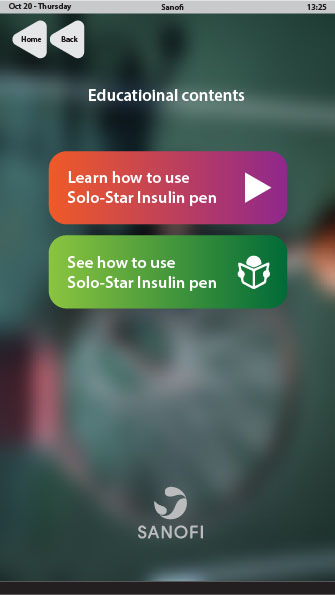 Oct 20 - Thursday Sanofi 13:25
Home Back
Educatioinal contents
Learn how to use
Solo-Star Insulin pen
See how to use
Solo-Star Insulin pen
SANOFI